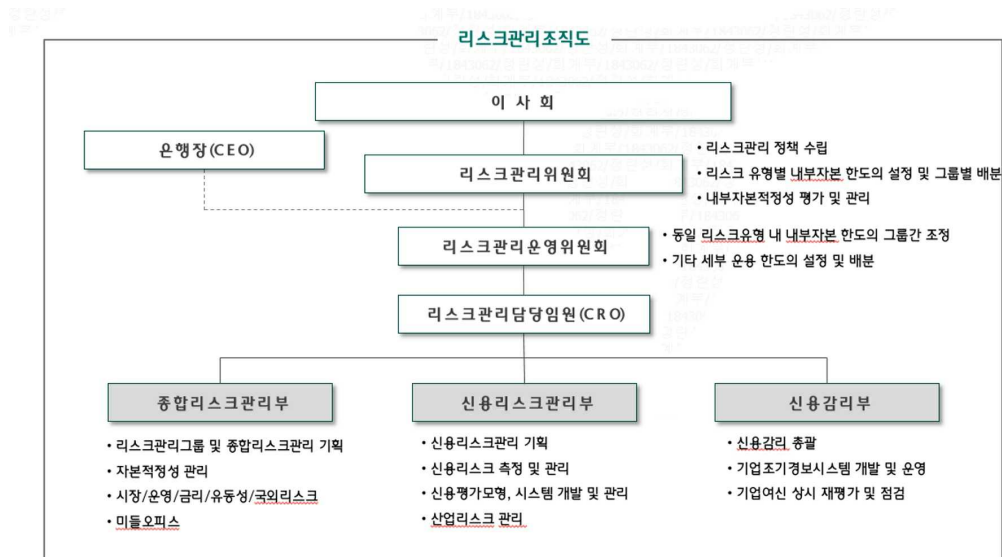 리스크관리조직도
이 사 회
은행장(CEO)
리스크관리위원회
• 리스크관리 정책 수립
• 리스크 유형별 내부자본 한도의 설정 및 그룹별 배분
• 내부자본적정성 평가 및 관리
리스크관리운영위원회
• 동일 리스크유형 내 내부자본 한도의 그룹간 조정
• 기타 세부 운용 한도의 설정 및 배분
리스크관리담당임원(CRO)
종합리스크관리부
• 리스크관리그룹 및 종합리스크관리 기획
• 자본적정성 관리
• 시장/운영/금리/유동성/국외리스크
• 미들오피스
신용리스크관리부
• 신용리스크관리 기획
• 신용리스크 측정 및 관리
• 신용평가모형, 시스템 개발 및 관리
• 산업리스크 관리
신용감리부
• 신용감리 총괄
• 기업조기경보시스템 개발 및 운영
• 기업여신 상시 재평가 및 점검